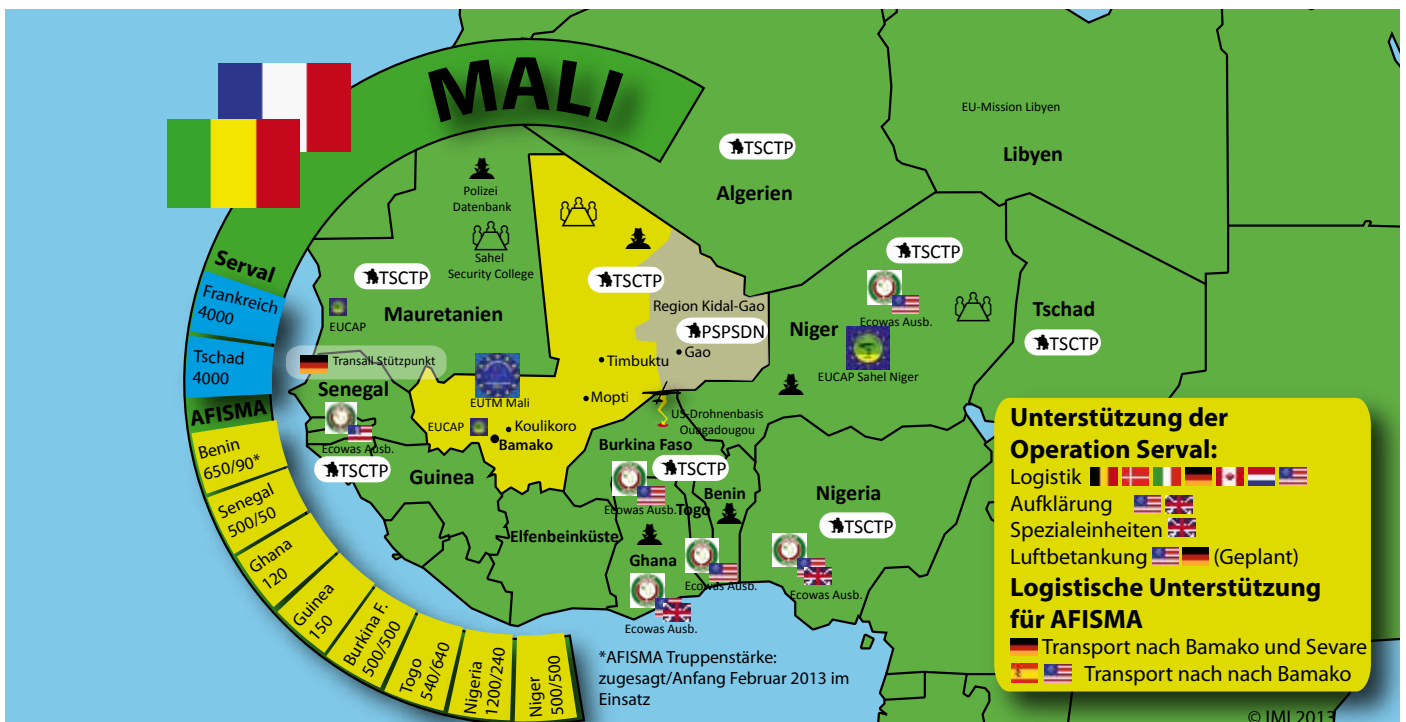 MALI
Serval
Frankreich
4000
Tschad
4000
AFISMA
Benin
650/90*
Senegal
500/50
Ghana
120
Guinea
150
Burkina F.
500/500
Togo
540/640
Nigeria
1200/240
Niger
500/500
EU-Mission Libyen
Libyen
TSCTP
Algerien
Polizei
Datenbank
Sahel
Security College
TSCTP
Mauretanien
EUCAP
TSCTP
Region Kidal-Gao
PSPSDN
Gao
Timbuktu
Mopti
TSCTP
Ecowas Ausb.
Niger
EUCAP Sahel Niger
Tschad
TSCTP
Transall Stützpunkt
Senegal
Ecowas Ausb.
TSCTP
EUTM Mali
EUCAP
Koulikoro
Bamako
Guinea
US-Drohnenbasis
Ouagadougou
Burkina Faso
TSCTP
Ecowas Ausb.
Togo
Benin
Elfenbeinküste
Ghana
Ecowas Ausb.
Ecowas Ausb.
Nigeria
TSCTP
Ecowas Ausb.
*AFISMA Truppenstärke:
zugesagt/Anfang Februar 2013 im
Einsatz
Unterstützung der
Operation Serval:
Logistik
Aufklärung
Spezialeinheiten
Luftbetankung (Geplant)
Logistische Unterstützung
für AFISMA
Transport nach Bamako und Sevare
Transport nach nach Bamako
© IMI 2013